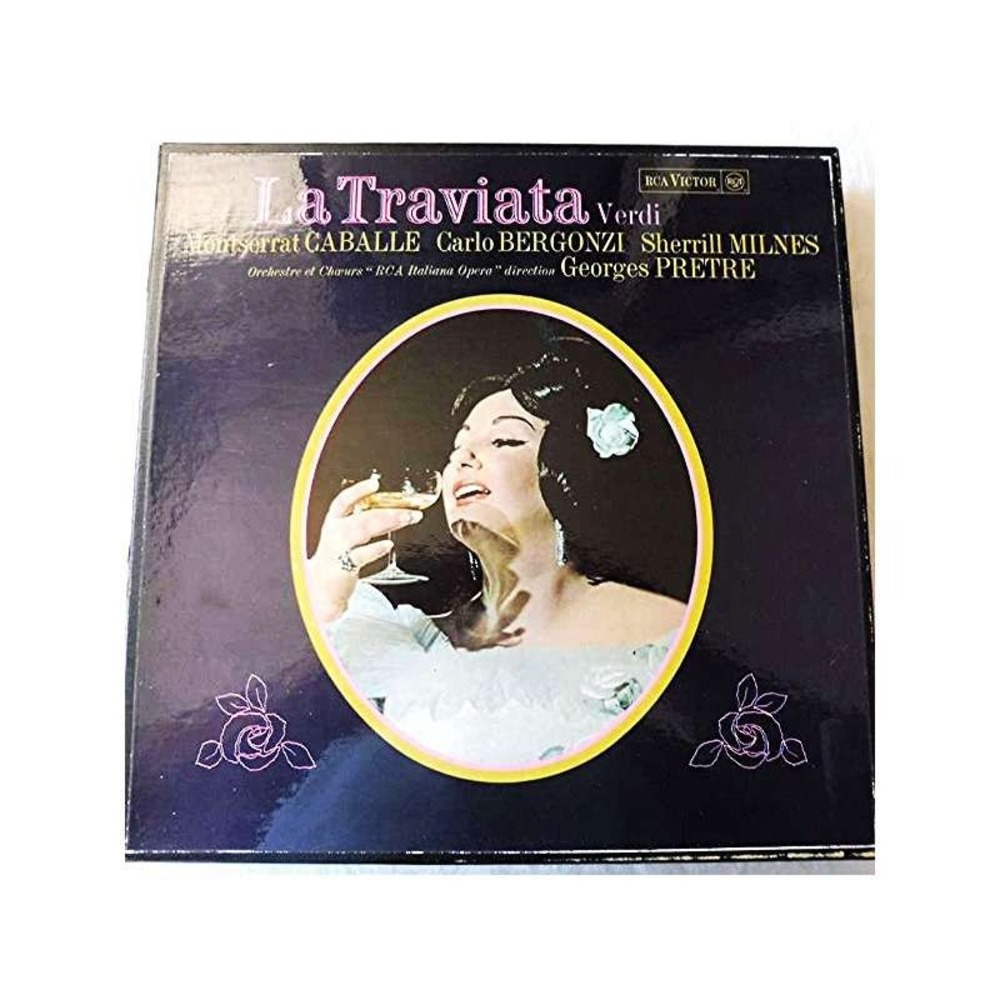 La Traviata Verdi
RCA VICTOR RCA
Montserrat CABALLE Carlo BERGONZI Sherrill MILNES
Orchestre et Chœurs "RCA Italiana Opera" direction Georges PRETRE